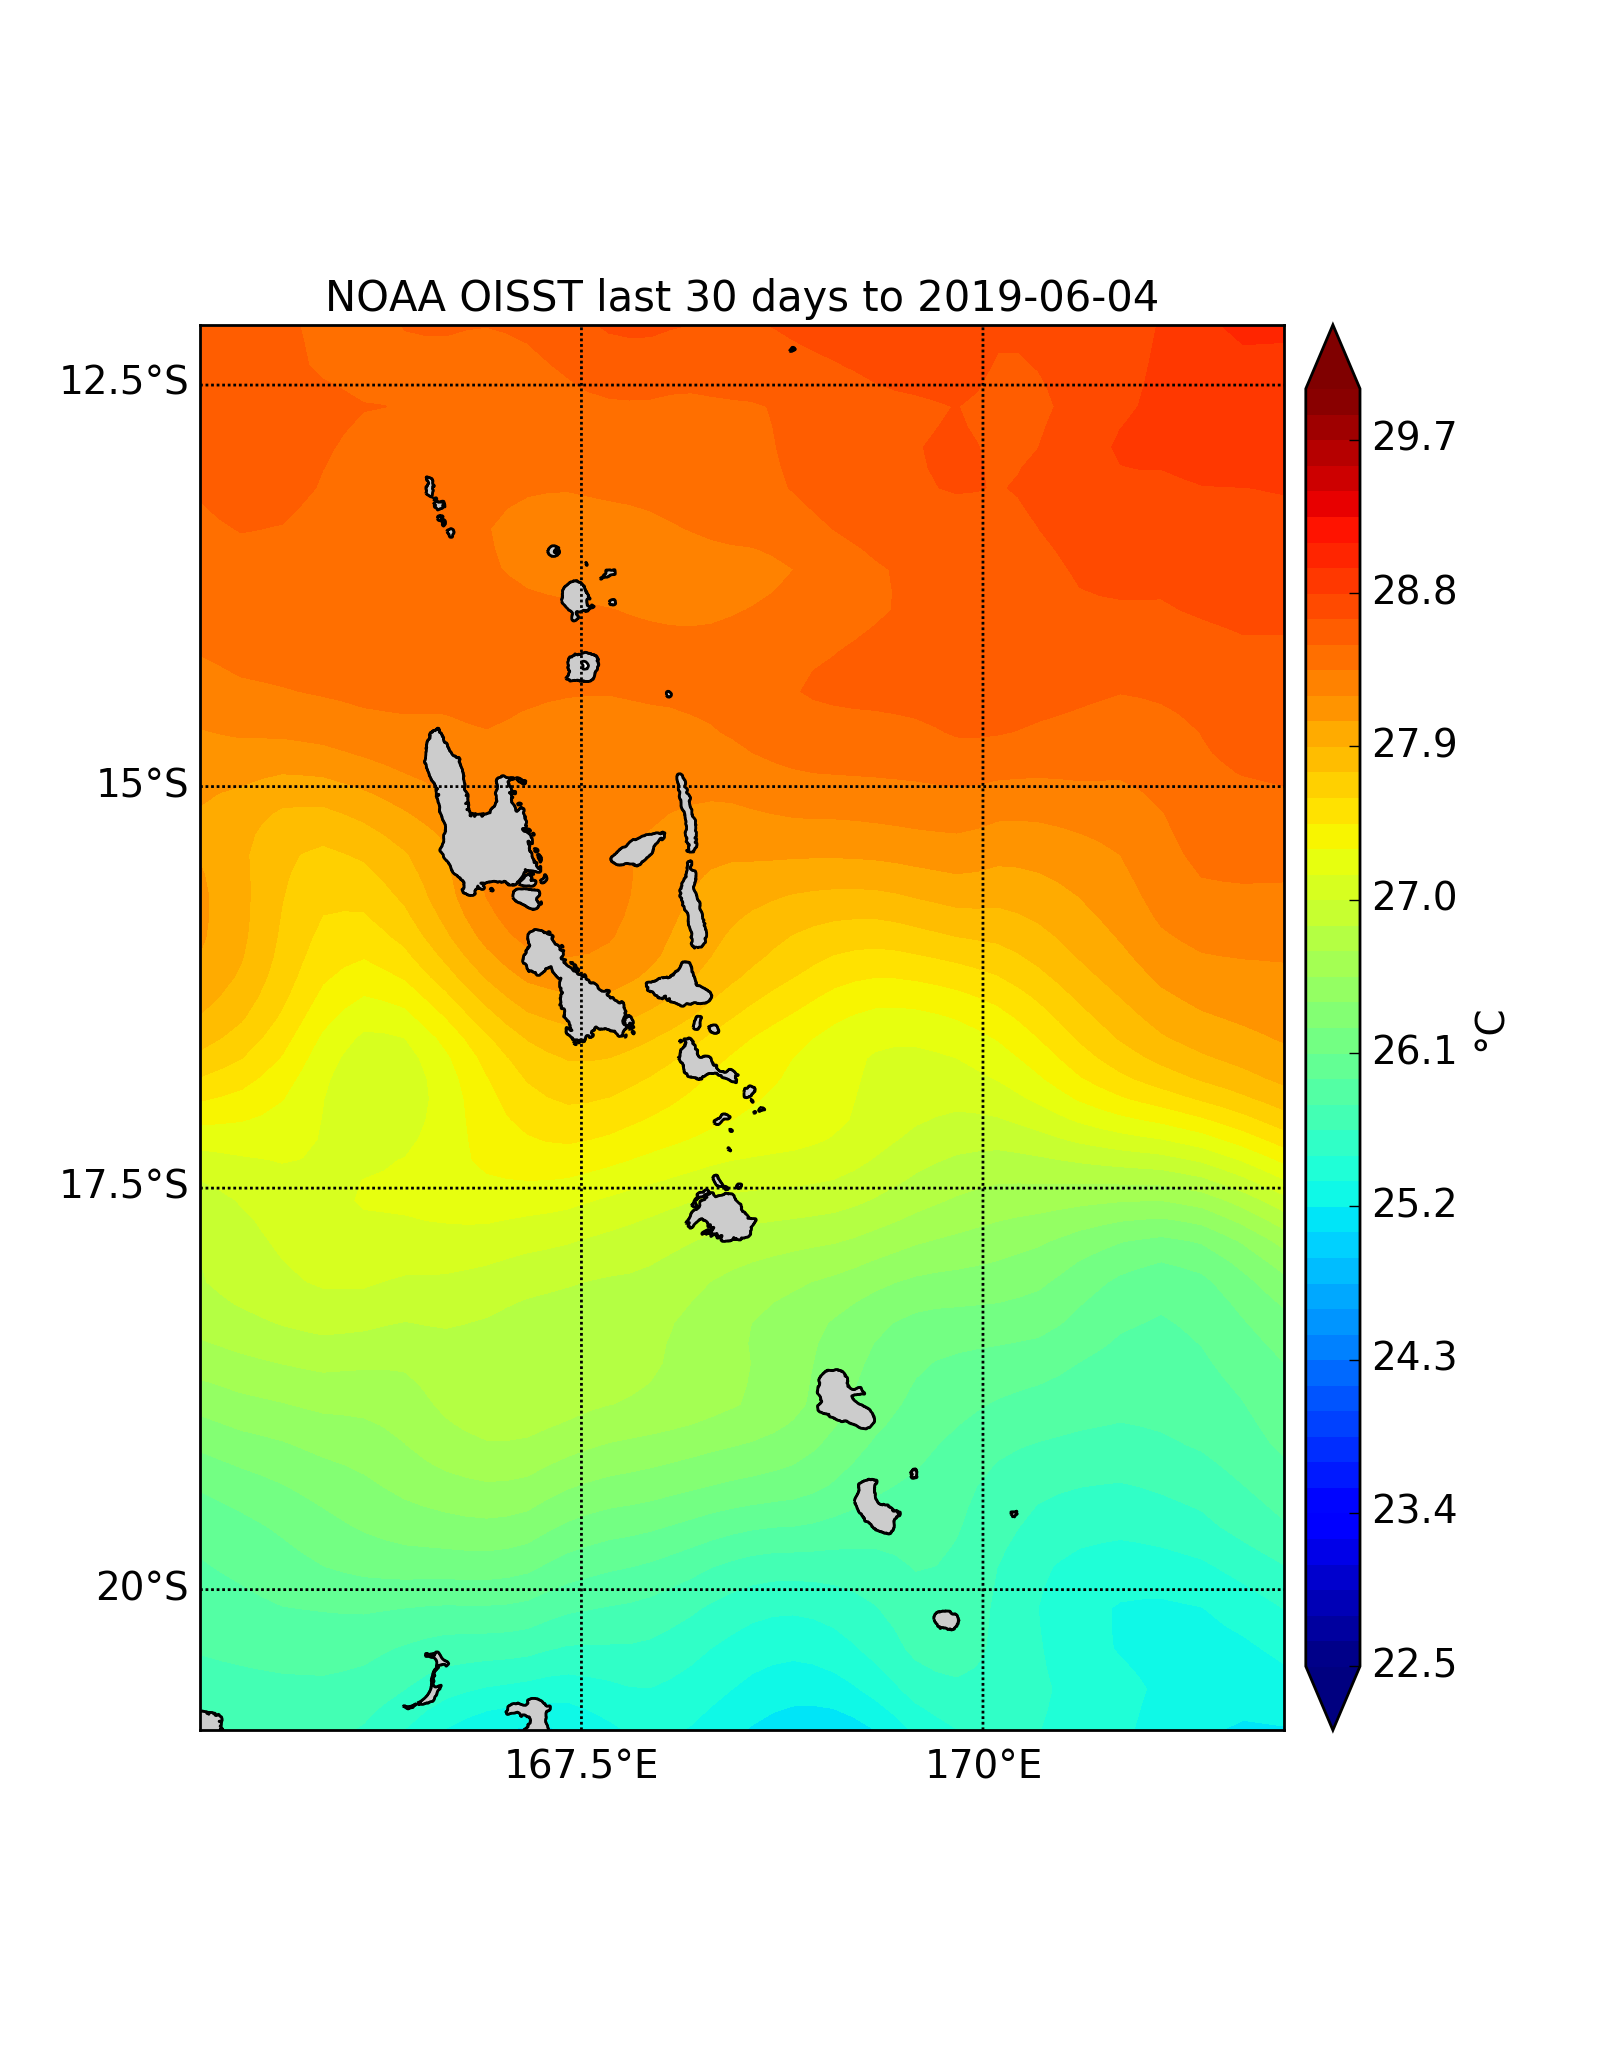 NOAA OISST last 30 days to 2019-06-04
12.5°S
15°S
17.5°S
20°S
167.5°E
170°E
29.7
28.8
27.9
27.0
26.1
25.2
24.3
23.4
22.5
°C